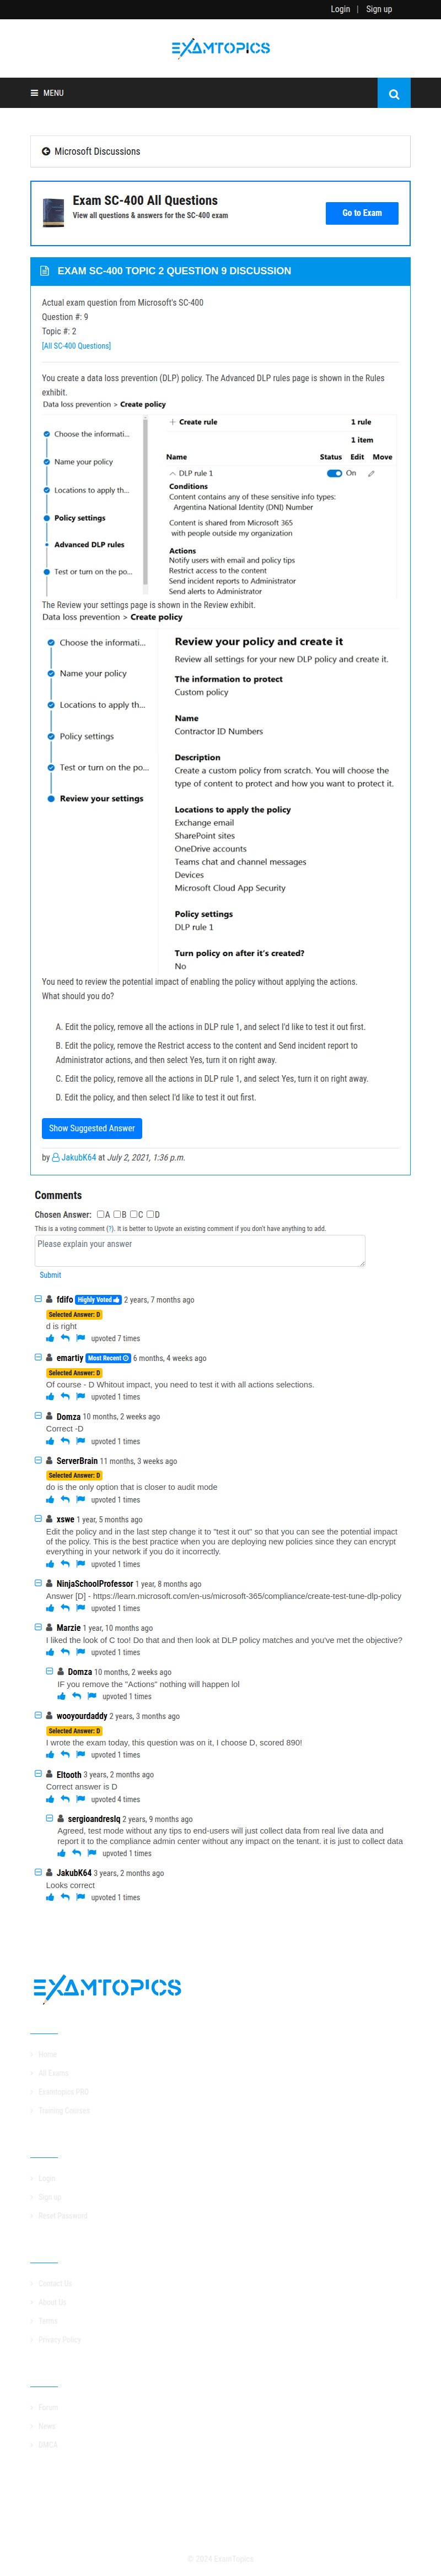 Login | Sign up
EXAMTOPICS
MENU
Microsoft Discussions
Exam SC-400 All Questions
View all questions & answers for the SC-400 exam
Go to Exam
EXAM SC-400 TOPIC 2 QUESTION 9 DISCUSSION
Actual exam question from Microsoft's SC-400
Question #: 9
Topic #: 2
[All SC-400 Questions]
You create a data loss prevention (DLP) policy. The Advanced DLP rules page is shown in the Rules
exhibit.
Data loss prevention > Create policy
Choose the informati...
Name your policy
Locations to apply th...
Policy settings
Advanced DLP rules
Test or turn on the po...
Create rule 1 rule
1 item
Name Status Edit Move
DLP rule 1 On
Conditions
Content contains any of these sensitive info types:
Argentina National Identity (DNI) Number
Content is shared from Microsoft 365
with people outside my organization
Actions
Notify users with email and policy tips
Restrict access to the content
Send incident reports to Administrator
Send alerts to Administrator
The Review your settings page is shown in the Review exhibit.
Data loss prevention > Create policy
Choose the informati...
Name your policy
Locations to apply th...
Policy settings
Test or turn on the po...
Review your settings
Review your policy and create it
Review all settings for your new DLP policy and create it.
The information to protect
Custom policy
Name
Contractor ID Numbers
Description
Create a custom policy from scratch. You will choose the
type of content to protect and how you want to protect it.
Locations to apply the policy
Exchange email
SharePoint sites
OneDrive accounts
Teams chat and channel messages
Devices
Microsoft Cloud App Security
Policy settings
DLP rule 1
Turn policy on after it's created?
No
You need to review the potential impact of enabling the policy without applying the actions.
What should you do?
A. Edit the policy, remove all the actions in DLP rule 1, and select I'd like to test it out first.
B. Edit the policy, remove the Restrict access to the content and Send incident report to
Administrator actions, and then select Yes, turn it on right away.
C. Edit the policy, remove all the actions in DLP rule 1, and select Yes, turn it on right away.
D. Edit the policy, and then select I'd like to test it out first.
Show Suggested Answer
by JakubK64 at July 2, 2021, 1:36 p.m.
Comments
Chosen Answer: A B C D
This is a voting comment (?). It is better to Upvote an existing comment if you don't have anything to add.
Please explain your answer
Submit
fdifo Highly Voted 2 years, 7 months ago
Selected Answer: D
d is right
upvoted 7 times
emartiy Most Recent 6 months, 4 weeks ago
Selected Answer: D
Of course - D Whitout impact, you need to test it with all actions selections.
upvoted 1 times
Domza 10 months, 2 weeks ago
Correct -D
upvoted 1 times
ServerBrain 11 months, 3 weeks ago
Selected Answer: D
do is the only option that is closer to audit mode
upvoted 1 times
xswe 1 year, 5 months ago
Edit the policy and in the last step change it to "test it out" so that you can see the potential impact
of the policy. This is the best practice when you are deploying new policies since they can encrypt
everything in your network if you do it incorrectly.
upvoted 1 times
NinjaSchoolProfessor 1 year, 8 months ago
Answer [D] - https://learn.microsoft.com/en-us/microsoft-365/compliance/create-test-tune-dlp-policy
upvoted 1 times
Marzie 1 year, 10 months ago
I liked the look of C too! Do that and then look at DLP policy matches and you've met the objective?
upvoted 1 times
Domza 10 months, 2 weeks ago
IF you remove the "Actions" nothing will happen lol
upvoted 1 times
wooyourdaddy 2 years, 3 months ago
Selected Answer: D
I wrote the exam today, this question was on it, I choose D, scored 890!
upvoted 1 times
Eltooth 3 years, 2 months ago
Correct answer is D
upvoted 4 times
sergioandreslq 2 years, 9 months ago
Agreed, test mode without any tips to end-users will just collect data from real live data and
report it to the compliance admin center without any impact on the tenant. it is just to collect data
upvoted 1 times
JakubK64 3 years, 2 months ago
Looks correct
upvoted 1 times
EXAMTOPICS
Home
All Exams
Examtopics PRO
Training Courses
Login
Sign up
Reset Password
Contact Us
About Us
Terms
Privacy Policy
Forum
News
DMCA
© 2024 ExamTopics